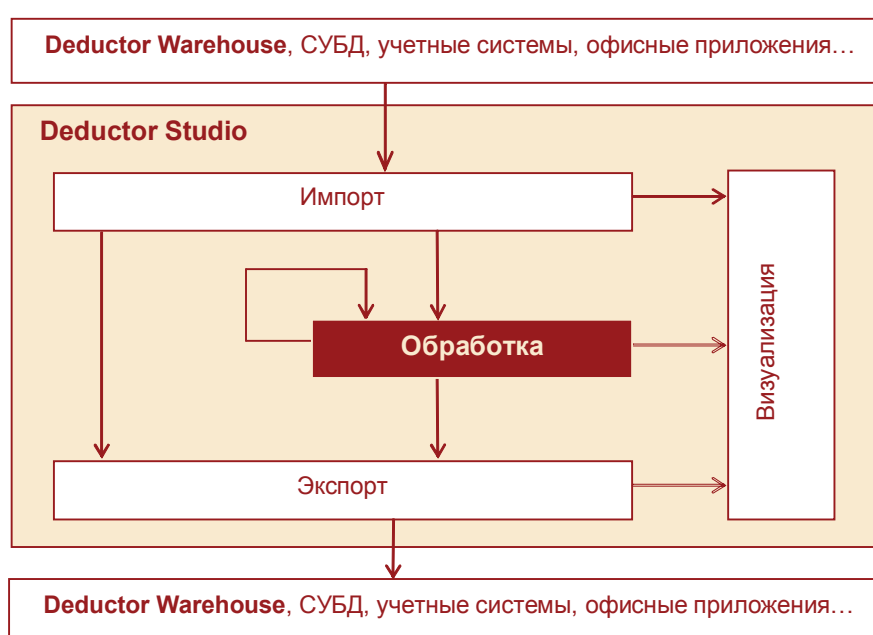 Deductor Warehouse, СУБД, учетные системы, офисные приложения…
Deductor Studio
Импорт
Обработка
Визуализация
Экспорт
Deductor Warehouse, СУБД, учетные системы, офисные приложения…